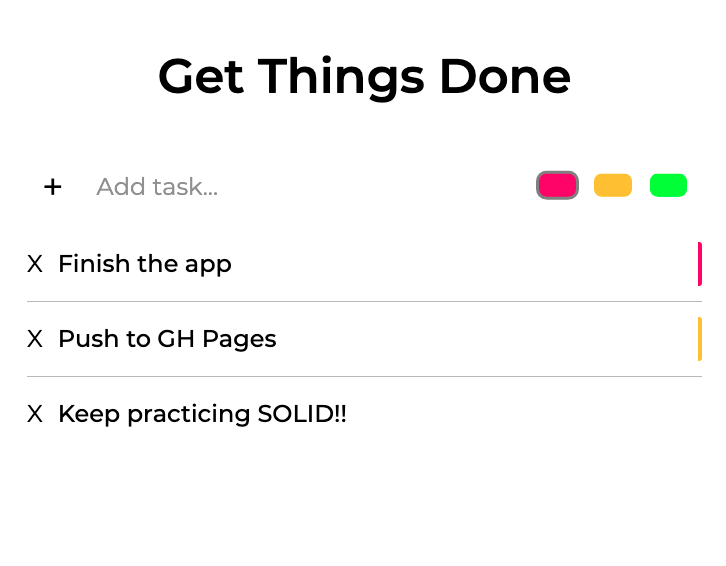 Get Things Done
+ Add task...
X Finish the app
X Push to GH Pages
X Keep practicing SOLID!!